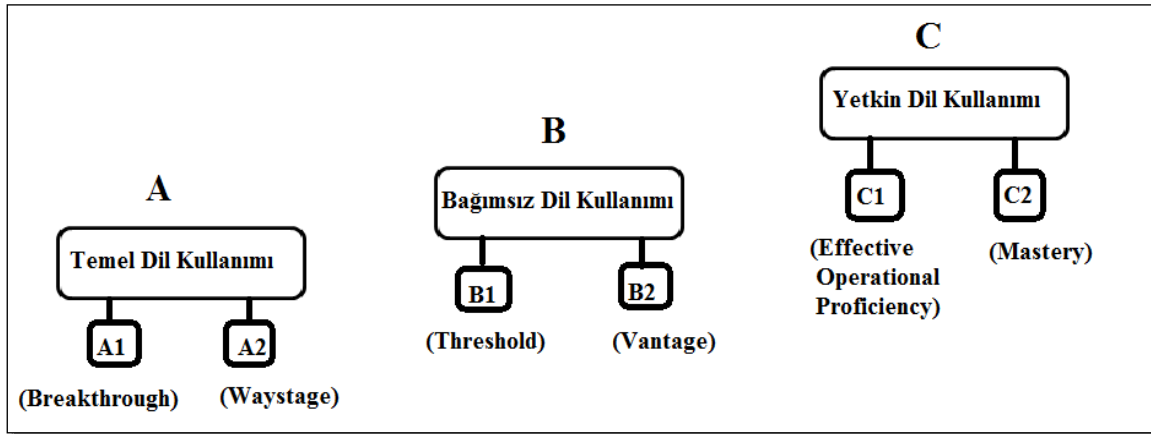 A
Temel Dil Kullanımı
A1
A2
(Breakthrough)
(Waystage)
B
Bağımsız Dil Kullanımı
B1
B2
(Threshold)
(Vantage)
C
Yetkin Dil Kullanımı
C1
C2
(Effective
Operational
Proficiency)
(Mastery)